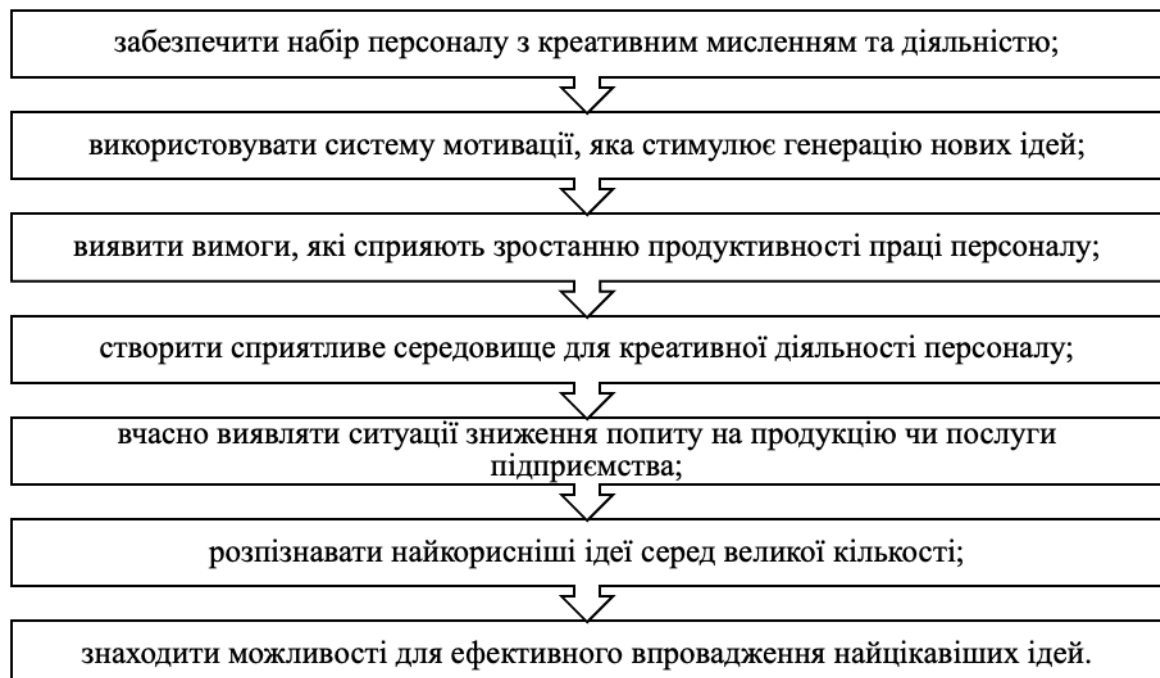 забезпечити набір персоналу з креативним мисленням та діяльністю;
використовувати систему мотивації, яка стимулює генерацію нових ідей;
виявити вимоги, які сприяють зростанню продуктивності праці персоналу;
створити сприятливе середовище для креативної діяльності персоналу;
вчасно виявляти ситуації зниження попиту на продукцію чи послуги
підприємства;
розпізнавати найкорисніші ідеї серед великої кількості;
знаходити можливості для ефективного впровадження найцікавіших ідей.